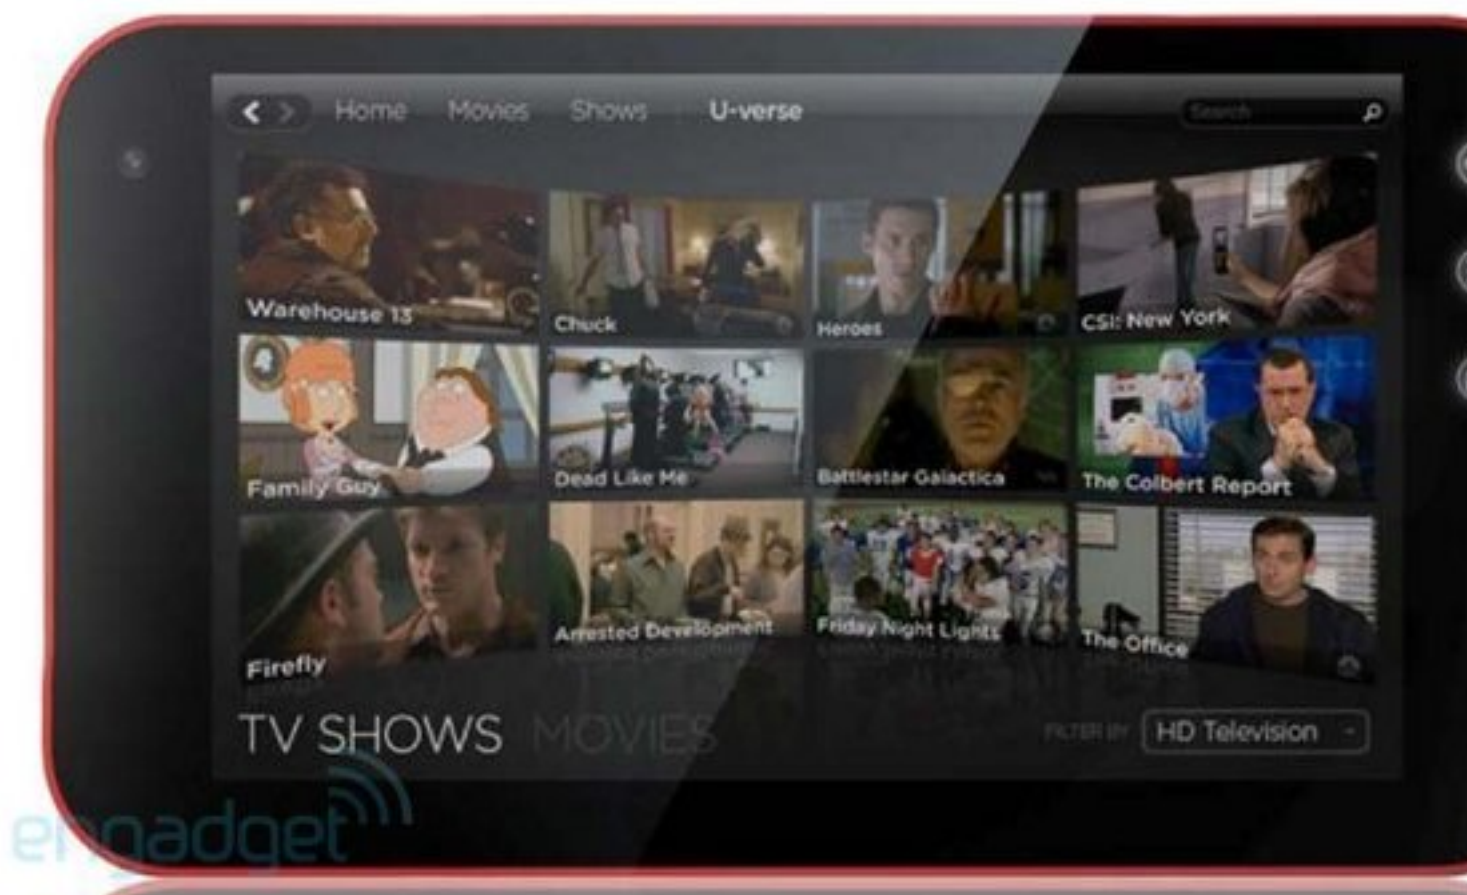 Home Movies Shows U-verse Search
Warehouse 13 Chuck Heroes CSI: New York
Family Guy Dead Like Me Battlestar Galactica The Colbert Report
Firefly Arrested Development Friday Night Lights The Office
TV SHOWS MOVIES FILTER BY HD Television
engadget